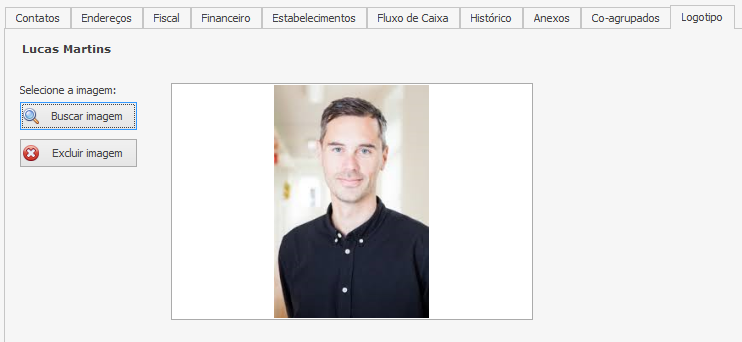 Contatos Endereços Fiscal Financeiro Estabelecimentos Fluxo de Caixa Histórico Anexos Co-agrupados Logotipo
Lucas Martins
Selecione a imagem:
Buscar imagem
Excluir imagem